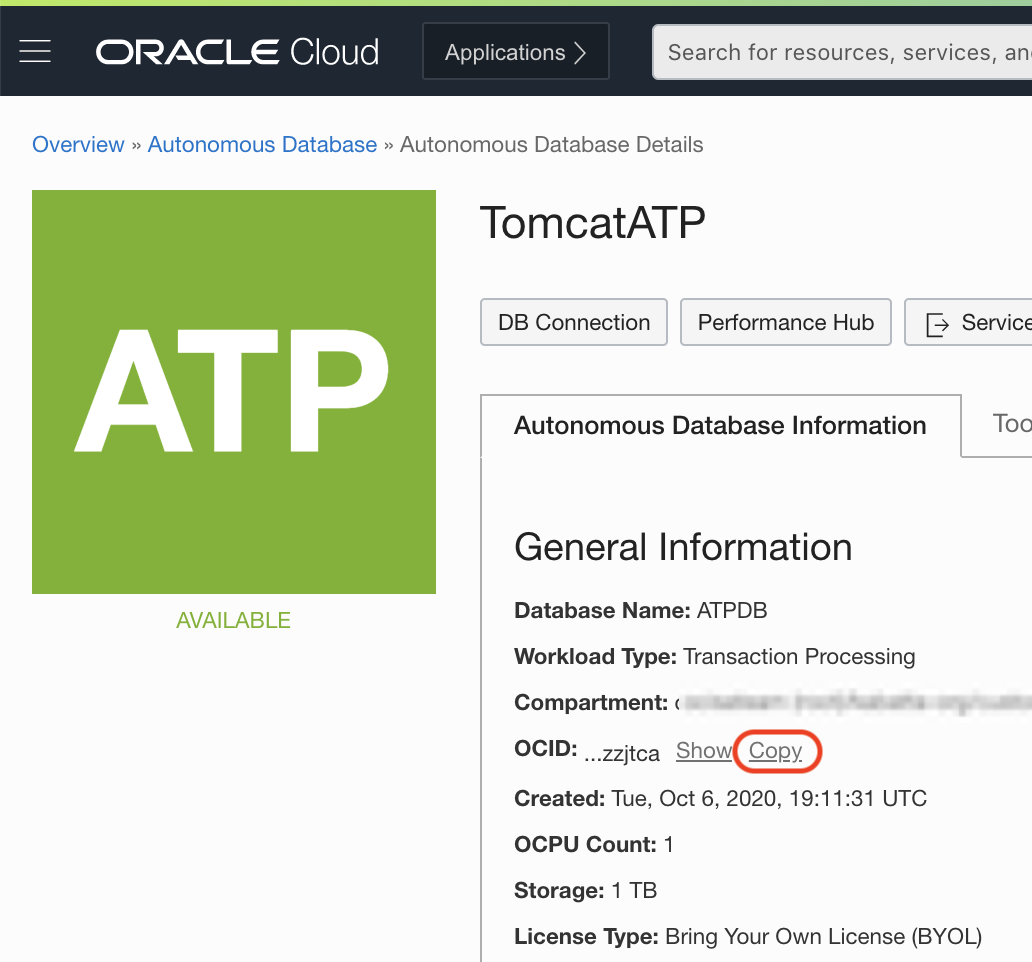 ORACLE Cloud Applications > Search for resources, services, an
Overview » Autonomous Database » Autonomous Database Details
ATP
AVAILABLE
TomcatATP
DB Connection Performance Hub Service
Autonomous Database Information Too
General Information
Database Name: ATPDB
Workload Type: Transaction Processing
Compartment:
OCID: ...zzjtca Show Copy
Created: Tue, Oct 6, 2020, 19:11:31 UTC
OCPU Count: 1
Storage: 1 TB
License Type: Bring Your Own License (BYOL)